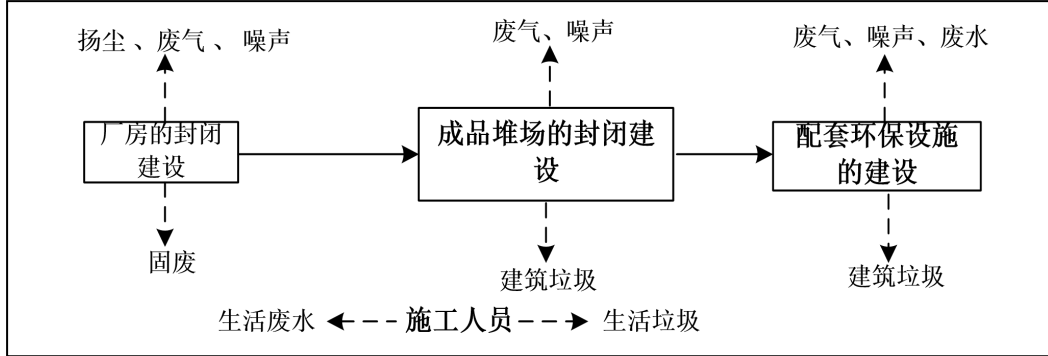 扬尘 、废气 、 噪声
废气、噪声
废气、噪声、废水
厂房的封闭
建设
成品堆场的封闭建
设
配套环保设施
的建设
固废
建筑垃圾
建筑垃圾
生活废水
施工人员
生活垃圾